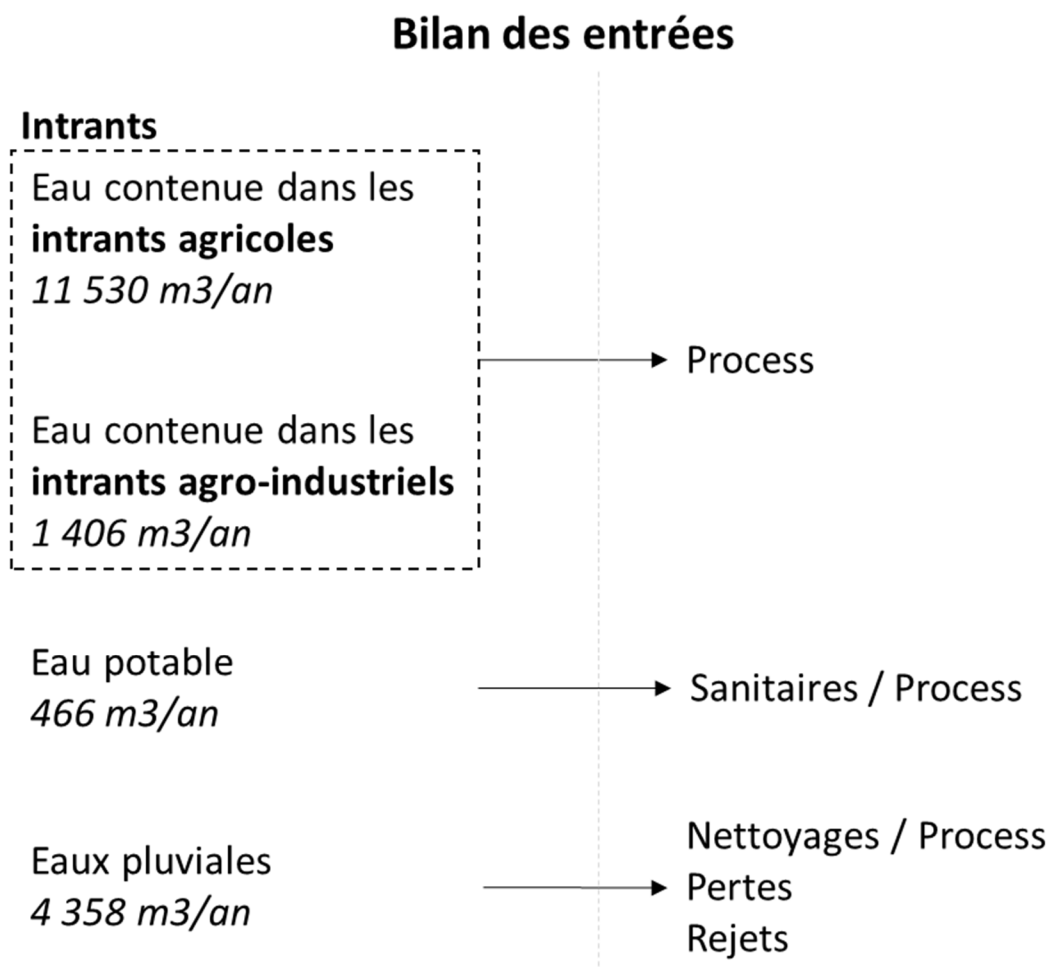 Bilan des entrées
Intrants
Eau contenue dans les
intrants agricoles
11 530 m3/an
Eau contenue dans les
intrants agro-industriels
1 406 m3/an
Process
Eau potable
466 m3/an
Sanitaires / Process
Eaux pluviales
4 358 m3/an
Nettoyages / Process
Pertes
Rejets